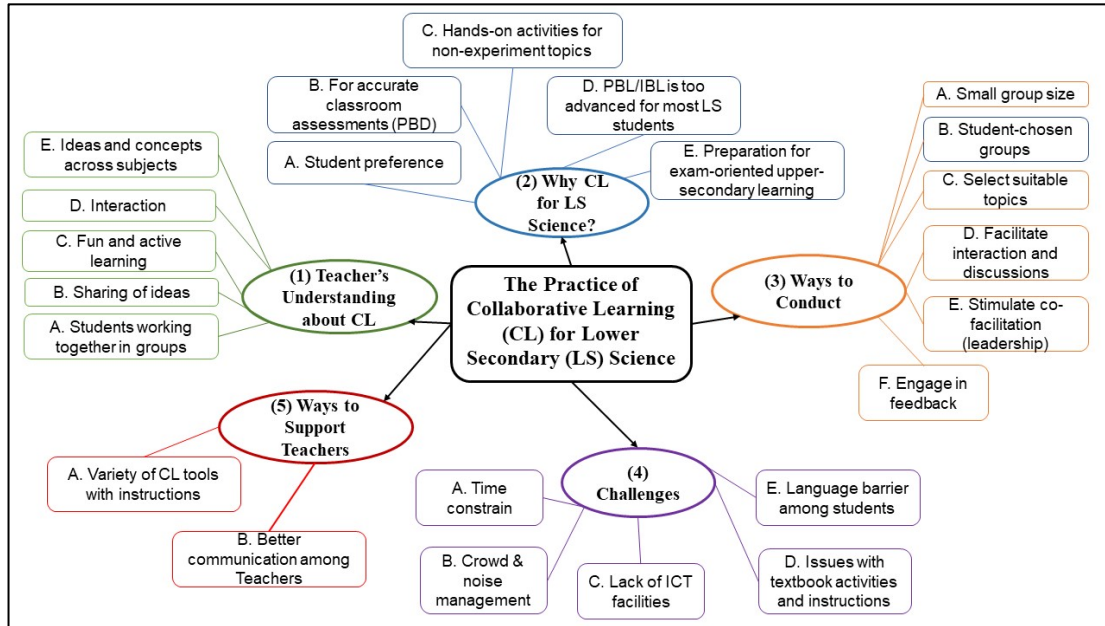 The Practice of
Collaborative Learning
(CL) for Lower
Secondary (LS) Science
(1) Teacher's
Understanding
about CL
E. Ideas and concepts
across subjects
D. Interaction
C. Fun and active
learning
B. Sharing of ideas
A. Students working
together in groups
(2) Why CL
for LS
Science?
C. Hands-on activities for
non-experiment topics
B. For accurate
classroom
assessments (PBD)
A. Student preference
D. PBL/IBL is too
advanced for most LS
students
E. Preparation for
exam-oriented upper-
secondary learning
(3) Ways to
Conduct
A. Small group size
B. Student-chosen
groups
C. Select suitable
topics
D. Facilitate
interaction and
discussions
E. Stimulate co-
facilitation
(leadership)
F. Engage in
feedback
(4)
Challenges
A. Time
constrain
B. Crowd &
noise
management
C. Lack of ICT
facilities
D. Issues with
textbook activities
and instructions
E. Language barrier
among students
(5) Ways to
Support
Teachers
A. Variety of CL tools
with instructions
B. Better
communication among
Teachers